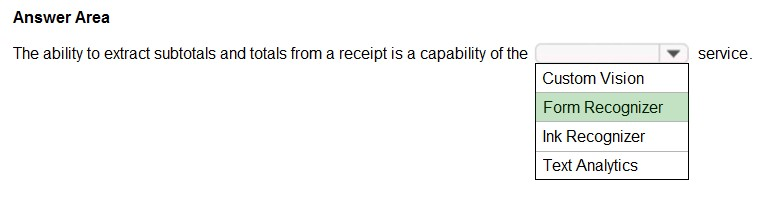 Answer Area
The ability to extract subtotals and totals from a receipt is a capability of the service.
Custom Vision
Form Recognizer
Ink Recognizer
Text Analytics